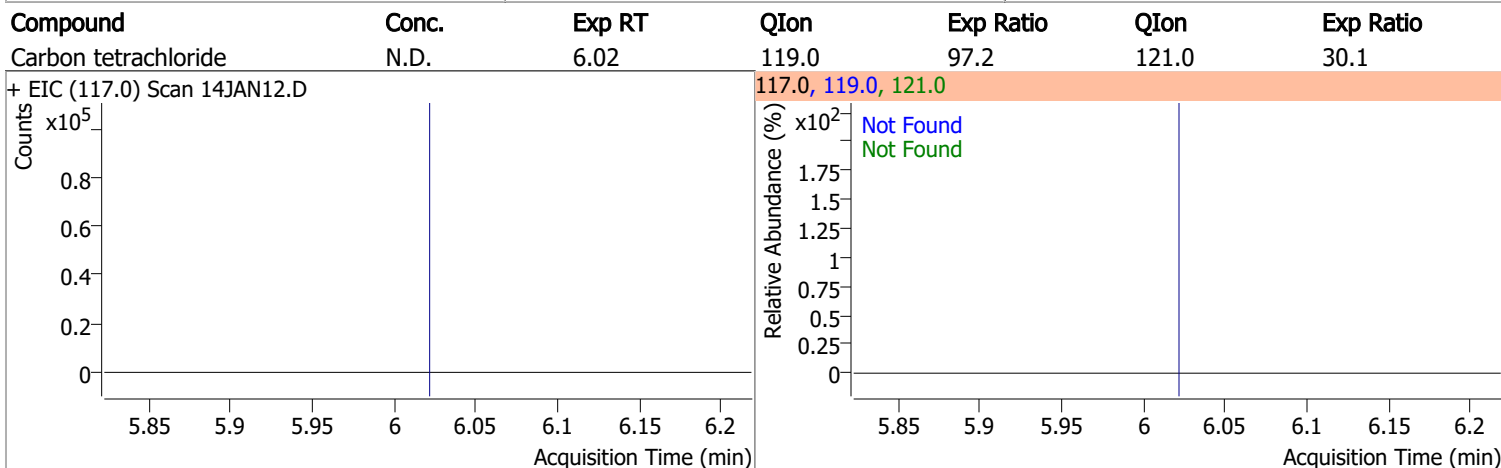 Compound Conc. Exp RT QIon Exp Ratio QIon Exp Ratio
Carbon tetrachloride N.D. 6.02 119.0 97.2 121.0 30.1
+ EIC (117.0) Scan 14JAN12.D
Counts
x10⁵
0.8
0.6
0.4
0.2
0
5.85 5.9 5.95 6 6.05 6.1 6.15 6.2
Acquisition Time (min)
117.0, 119.0, 121.0
Relative Abundance (%)
x10²
Not Found
Not Found
1.75
1.5
1.25
1
0.75
0.5
0.25
0
5.85 5.9 5.95 6 6.05 6.1 6.15 6.2
Acquisition Time (min)